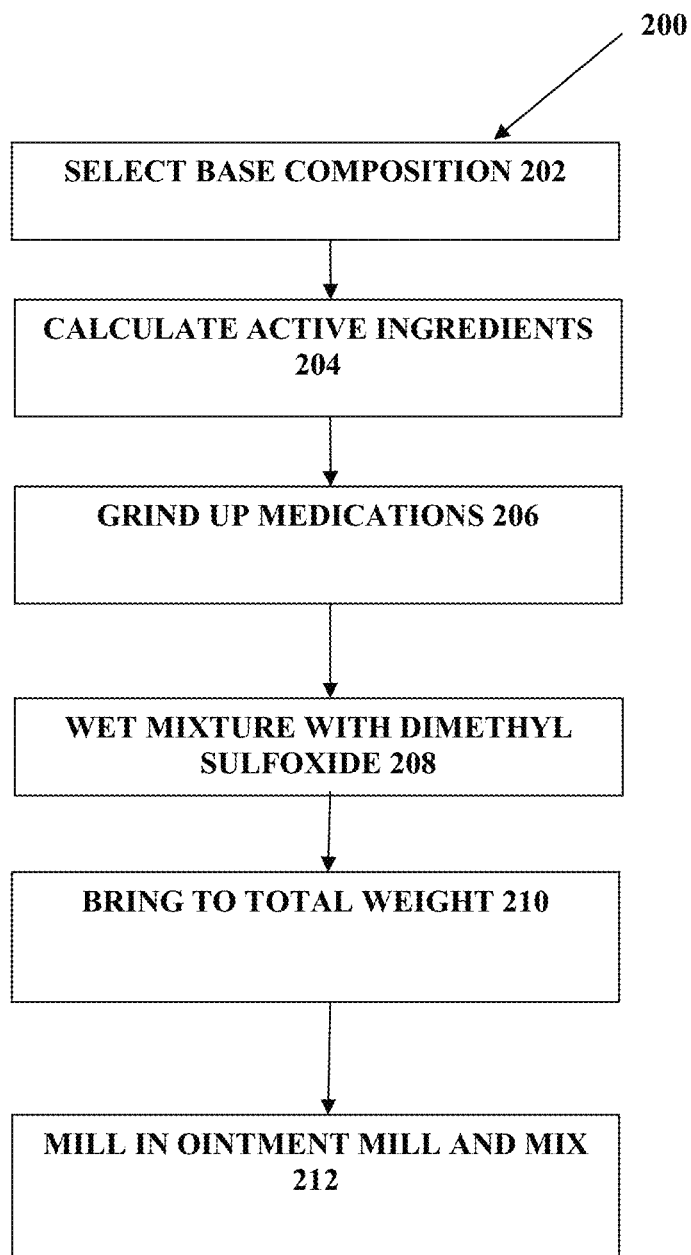 200
SELECT BASE COMPOSITION 202
CALCULATE ACTIVE INGREDIENTS
204
GRIND UP MEDICATIONS 206
WET MIXTURE WITH DIMETHYL
SULFOXIDE 208
BRING TO TOTAL WEIGHT 210
MILL IN OINTMENT MILL AND MIX
212